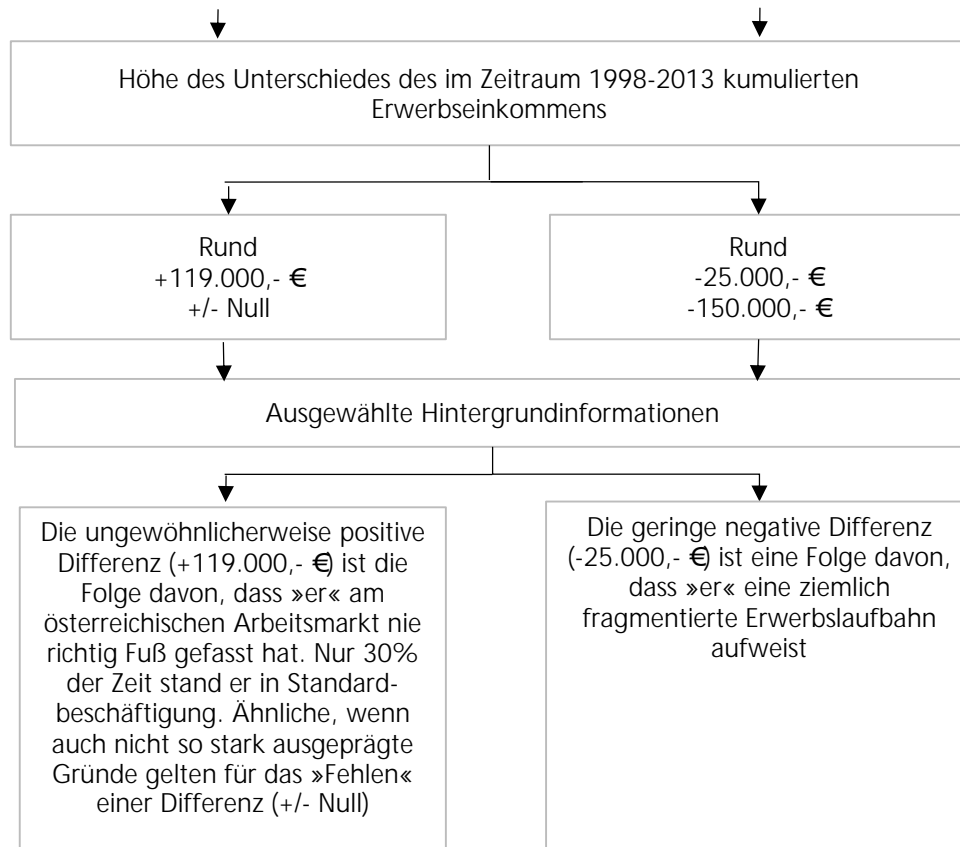 Höhe des Unterschiedes des im Zeitraum 1998-2013 kumulierten
Erwerbseinkommens
Rund
+119.000,- €
+/- Null
Rund
-25.000,- €
-150.000,- €
Ausgewählte Hintergrundinformationen
Die ungewöhnlicherweise positive
Differenz (+119.000,- €) ist die
Folge davon, dass »er« am
österreichischen Arbeitsmarkt nie
richtig Fuß gefasst hat. Nur 30%
der Zeit stand er in Standard-
beschäftigung. Ähnliche, wenn
auch nicht so stark ausgeprägte
Gründe gelten für das »Fehlen«
einer Differenz (+/- Null)
Die geringe negative Differenz
(-25.000,- €) ist eine Folge davon,
dass »er« eine ziemlich
fragmentierte Erwerbslaufbahn
aufweist